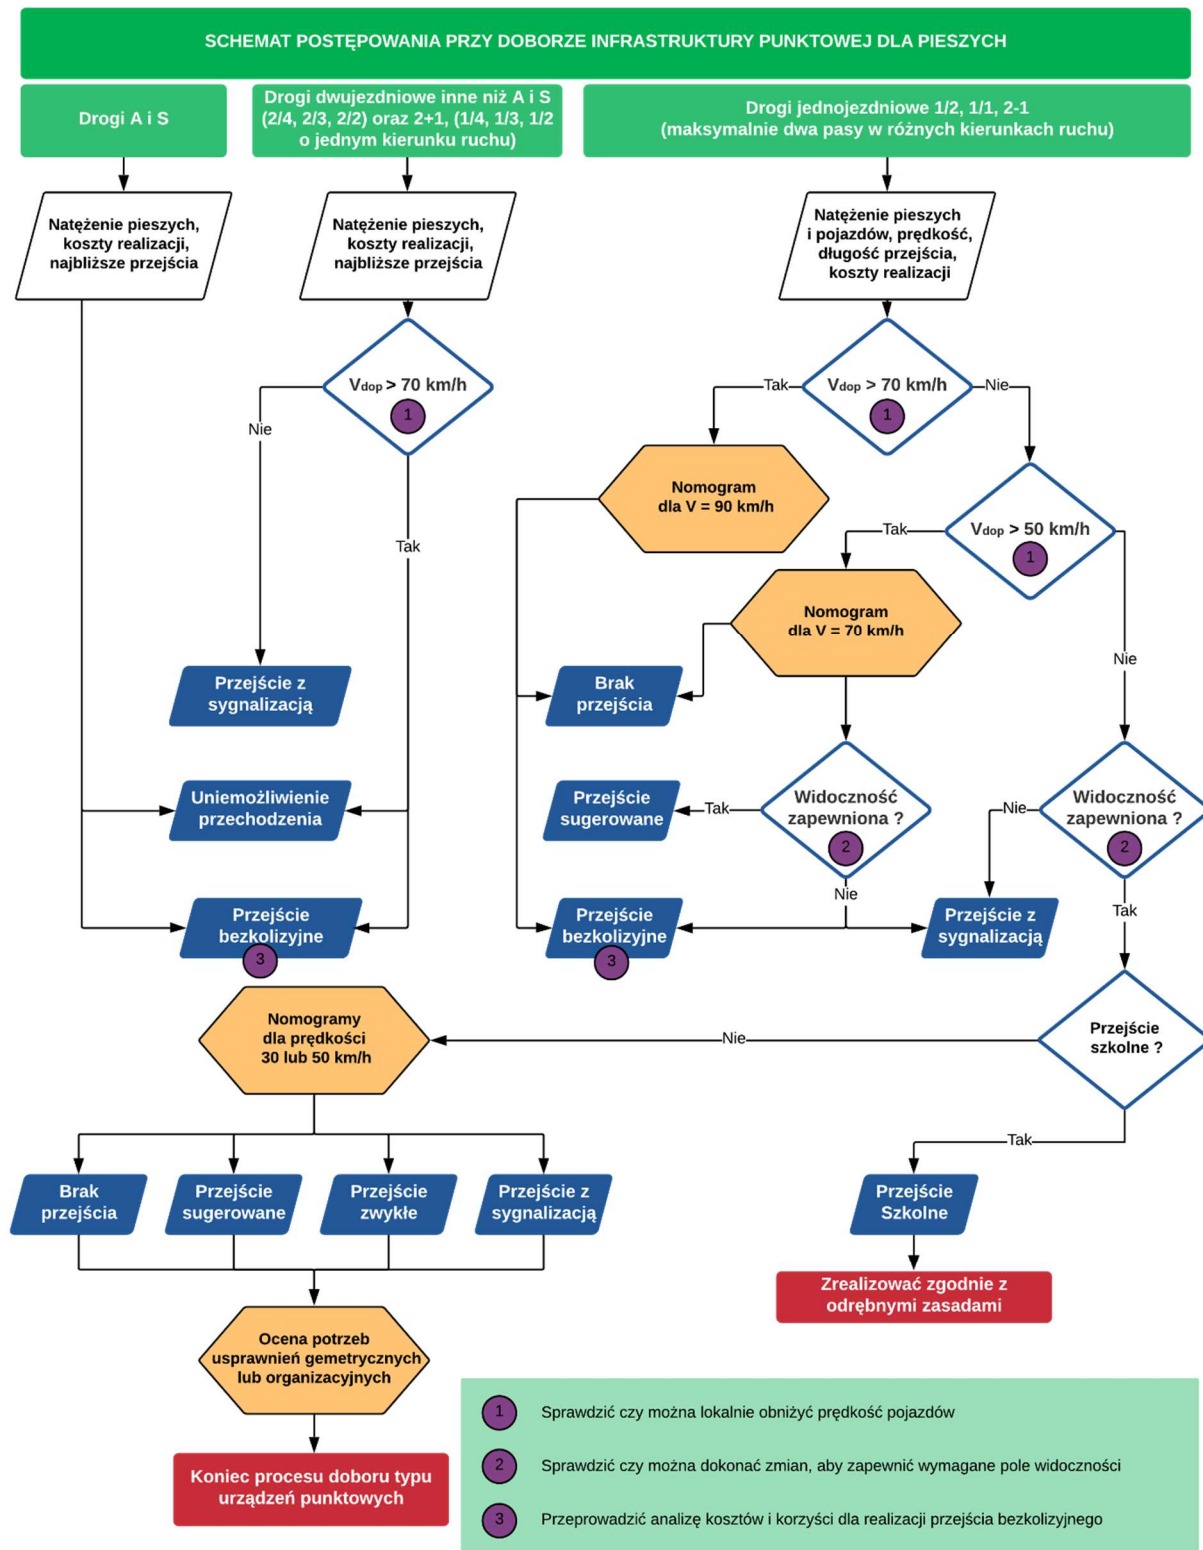 SCHEMAT POSTĘPOWANIA PRZY DOBORZE INFRASTRUKTURY PUNKTOWEJ DLA PIESZYCH
Drogi A i S
Drogi dwujezdniowe inne niż A i S
(2/4, 2/3, 2/2) oraz 2+1, (1/4, 1/3, 1/2
o jednym kierunku ruchu)
Drogi jednojezdniowe 1/2, 1/1, 2-1
(maksymalnie dwa pasy w różnych kierunkach ruchu)
Natężenie pieszych,
koszty realizacji,
najbliższe przejścia
Natężenie pieszych,
koszty realizacji,
najbliższe przejścia
Natężenie pieszych
i pojazdów, prędkość,
długość przejścia,
koszty realizacji
Vdop > 70 km/h
1
Nie
Tak
Tak
Vdop > 70 km/h
1
Nie
Nomogram
dla V = 90 km/h
Tak
Vdop > 50 km/h
1
Nie
Nomogram
dla V = 70 km/h
Przejście z
sygnalizacją
Brak
przejścia
Uniemożliwienie
przechodzenia
Przejście
sugerowane
Tak
Widoczność
zapewniona ?
2
Nie
Nie
Widoczność
zapewniona ?
2
Tak
Przejście
bezkolizyjne
3
Przejście
bezkolizyjne
3
Przejście z
sygnalizacją
Nomogramy
dla prędkości
30 lub 50 km/h
Nie
Przejście
szkolne ?
Tak
Brak
przejścia
Przejście
sugerowane
Przejście
zwykłe
Przejście z
sygnalizacją
Przejście
Szkolne
Zrealizować zgodnie z
odrębnymi zasadami
Ocena potrzeb
usprawnień gemetrycznych
lub organizacyjnych
Koniec procesu doboru typu
urządzeń punktowych
1 Sprawdzić czy można lokalnie obniżyć prędkość pojazdów
2 Sprawdzić czy można dokonać zmian, aby zapewnić wymagane pole widoczności
3 Przeprowadzić analizę kosztów i korzyści dla realizacji przejścia bezkolizyjnego